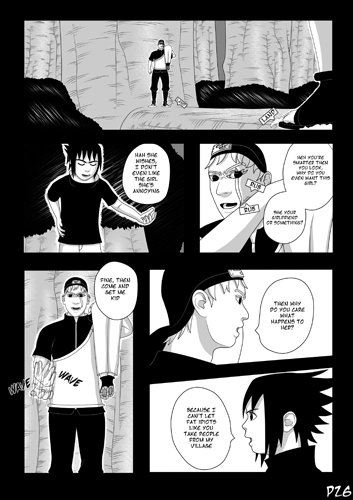 HEH YOU'RE
SMARTER THEN YOU
LOOK,
WHY DO YOU
EVEN WANT THIS
GIRL?
SHE YOUR
GIRLFRIEND
OR SOMETHING?
RUB
RUB
HAH SHE
WISHES,
I DON'T
EVEN LIKE
THE GIRL
SHE'S
ANNOYING
THEN WHY
DO YOU CARE
WHAT
HAPPENS
TO HER?
FINE, THEN
COME AND
GET ME
KID
WAVE
WAVE
BECAUSE I
CAN'T LET
FAT IDIOTS
LIKE YOU
TAKE PEOPLE
FROM MY
VILLAGE
P26